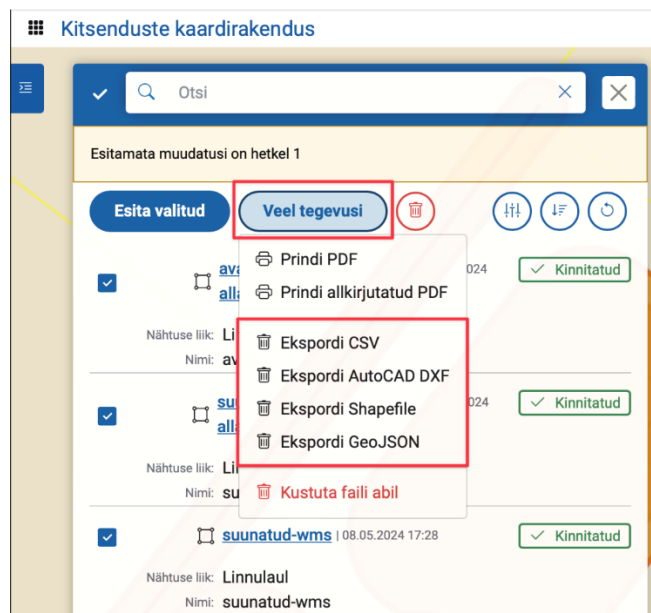 Kitsenduste kaardirakendus
Otsi
Esitamata muudatusi on hetkel 1
Esita valitud
Veel tegevusi
Prindi PDF
Prindi allkirjutatud PDF
Ekspordi CSV
Ekspordi AutoCAD DXF
Ekspordi Shapefile
Ekspordi GeoJSON
Kustuta faili abil
024 Kinnitatud
Nähtuse liik:
Nimi:
024 Kinnitatud
Nähtuse liik:
Nimi:
suunatud-wms | 08.05.2024 17:28 Kinnitatud
Nähtuse liik: Linnulaul
Nimi: suunatud-wms